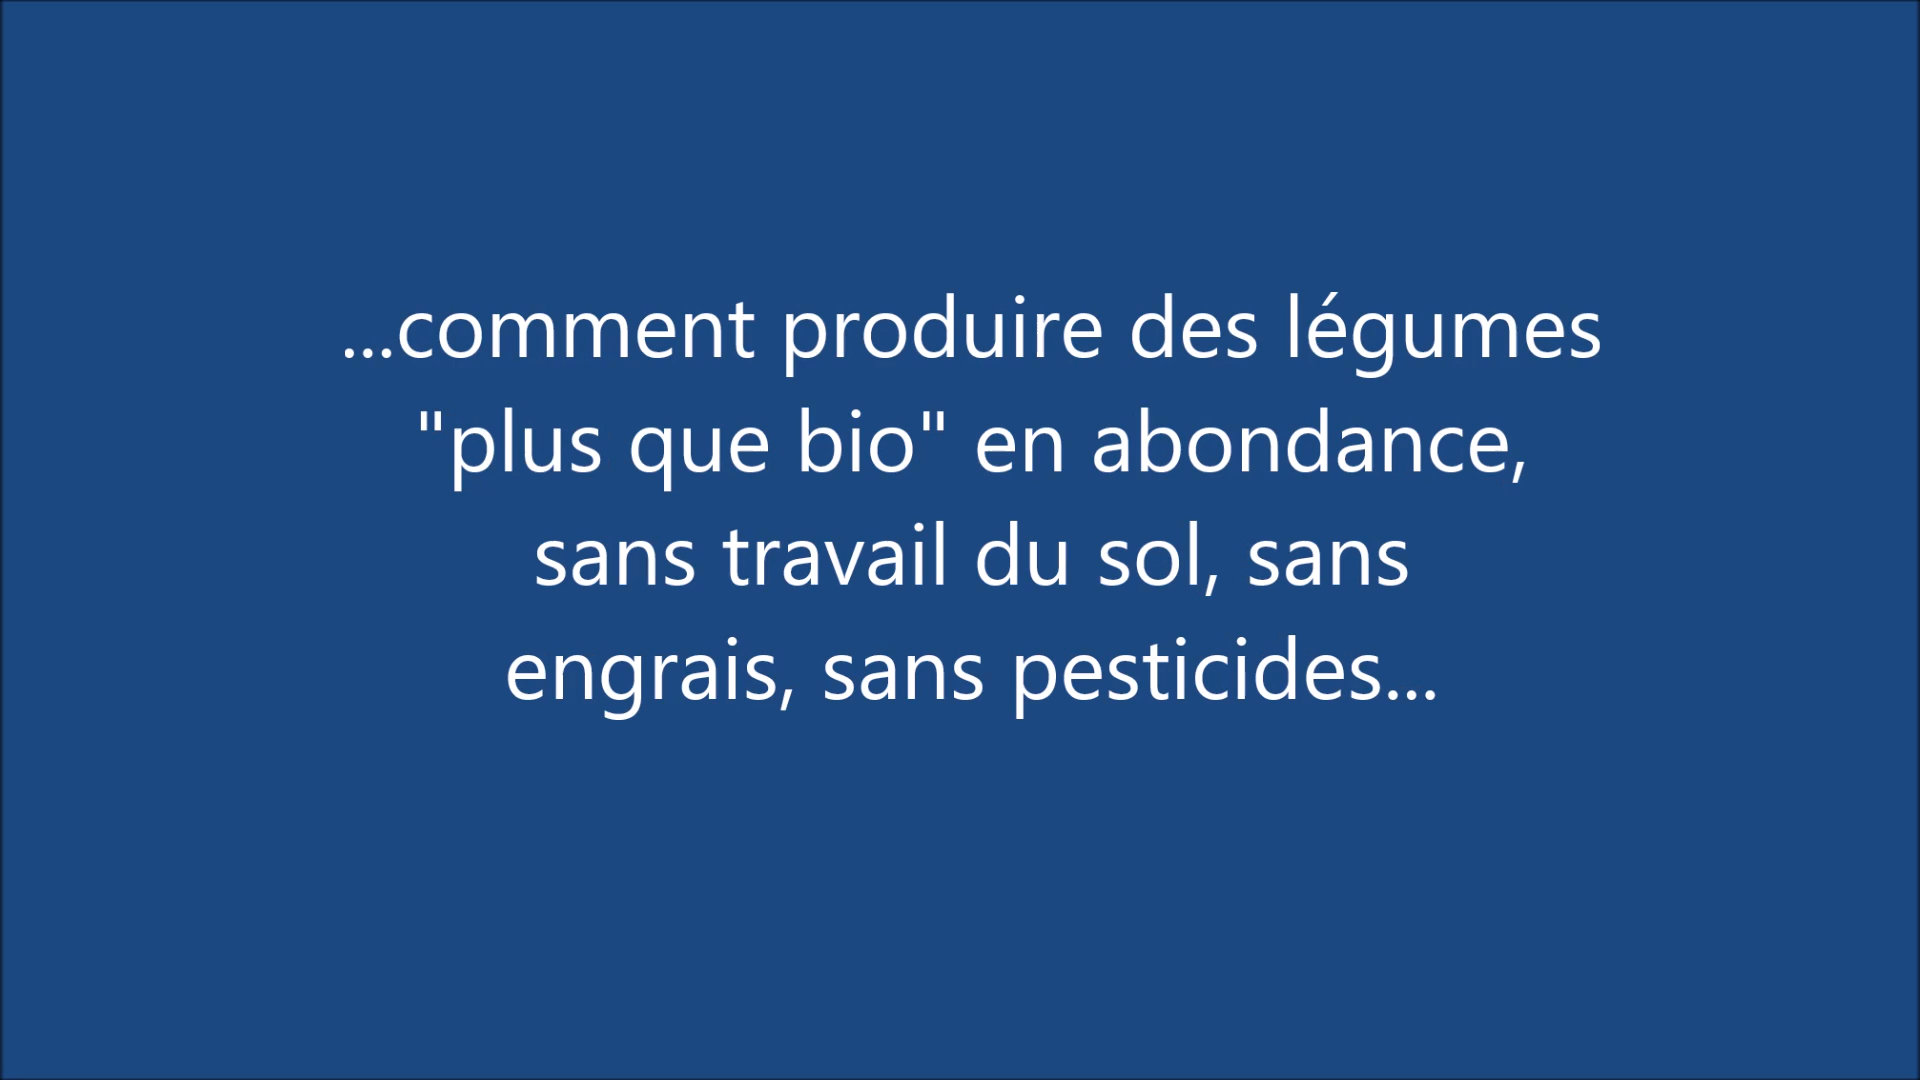 ...comment produire des légumes
"plus que bio" en abondance,
sans travail du sol, sans
engrais, sans pesticides...